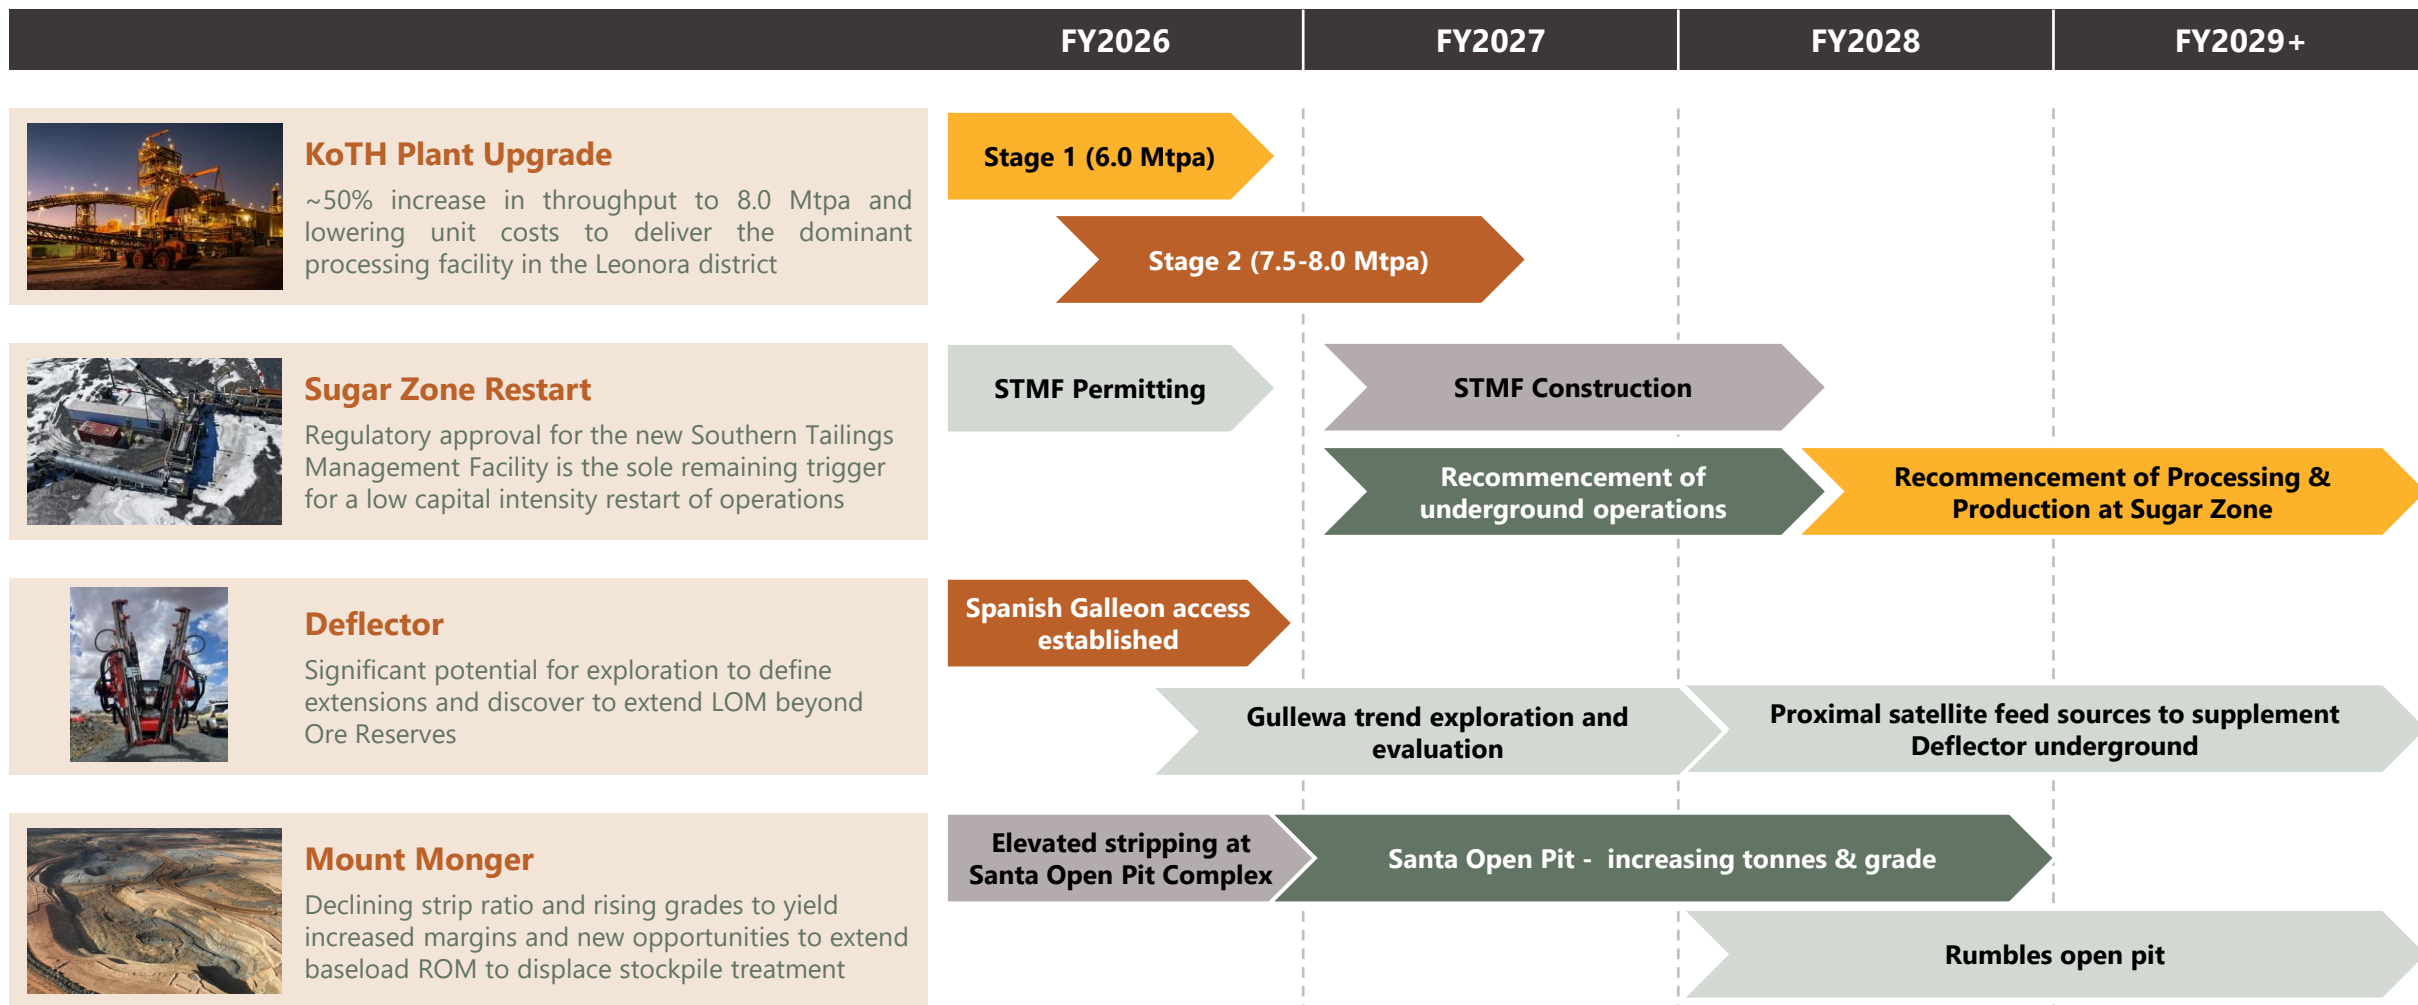 FY2026 FY2027 FY2028 FY2029+
KoTH Plant Upgrade
~50% increase in throughput to 8.0 Mtpa and
lowering unit costs to deliver the dominant
processing facility in the Leonora district
Stage 1 (6.0 Mtpa)
Stage 2 (7.5-8.0 Mtpa)
Sugar Zone Restart
Regulatory approval for the new Southern Tailings
Management Facility is the sole remaining trigger
for a low capital intensity restart of operations
STMF Permitting
STMF Construction
Recommencement of
underground operations
Recommencement of Processing &
Production at Sugar Zone
Deflector
Significant potential for exploration to define
extensions and discover to extend LOM beyond
Ore Reserves
Spanish Galleon access
established
Gullewa trend exploration and
evaluation
Proximal satellite feed sources to supplement
Deflector underground
Mount Monger
Declining strip ratio and rising grades to yield
increased margins and new opportunities to extend
baseload ROM to displace stockpile treatment
Elevated stripping at
Santa Open Pit Complex
Santa Open Pit - increasing tonnes & grade
Rumbles open pit